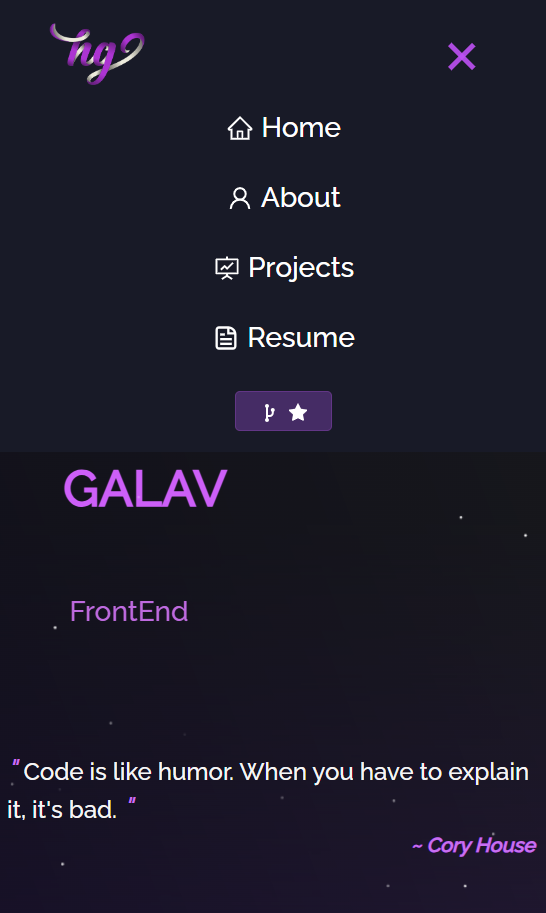 hg
Home
About
Projects
Resume
GALAV
FrontEnd
" Code is like humor. When you have to explain
it, it's bad. "
~ Cory House